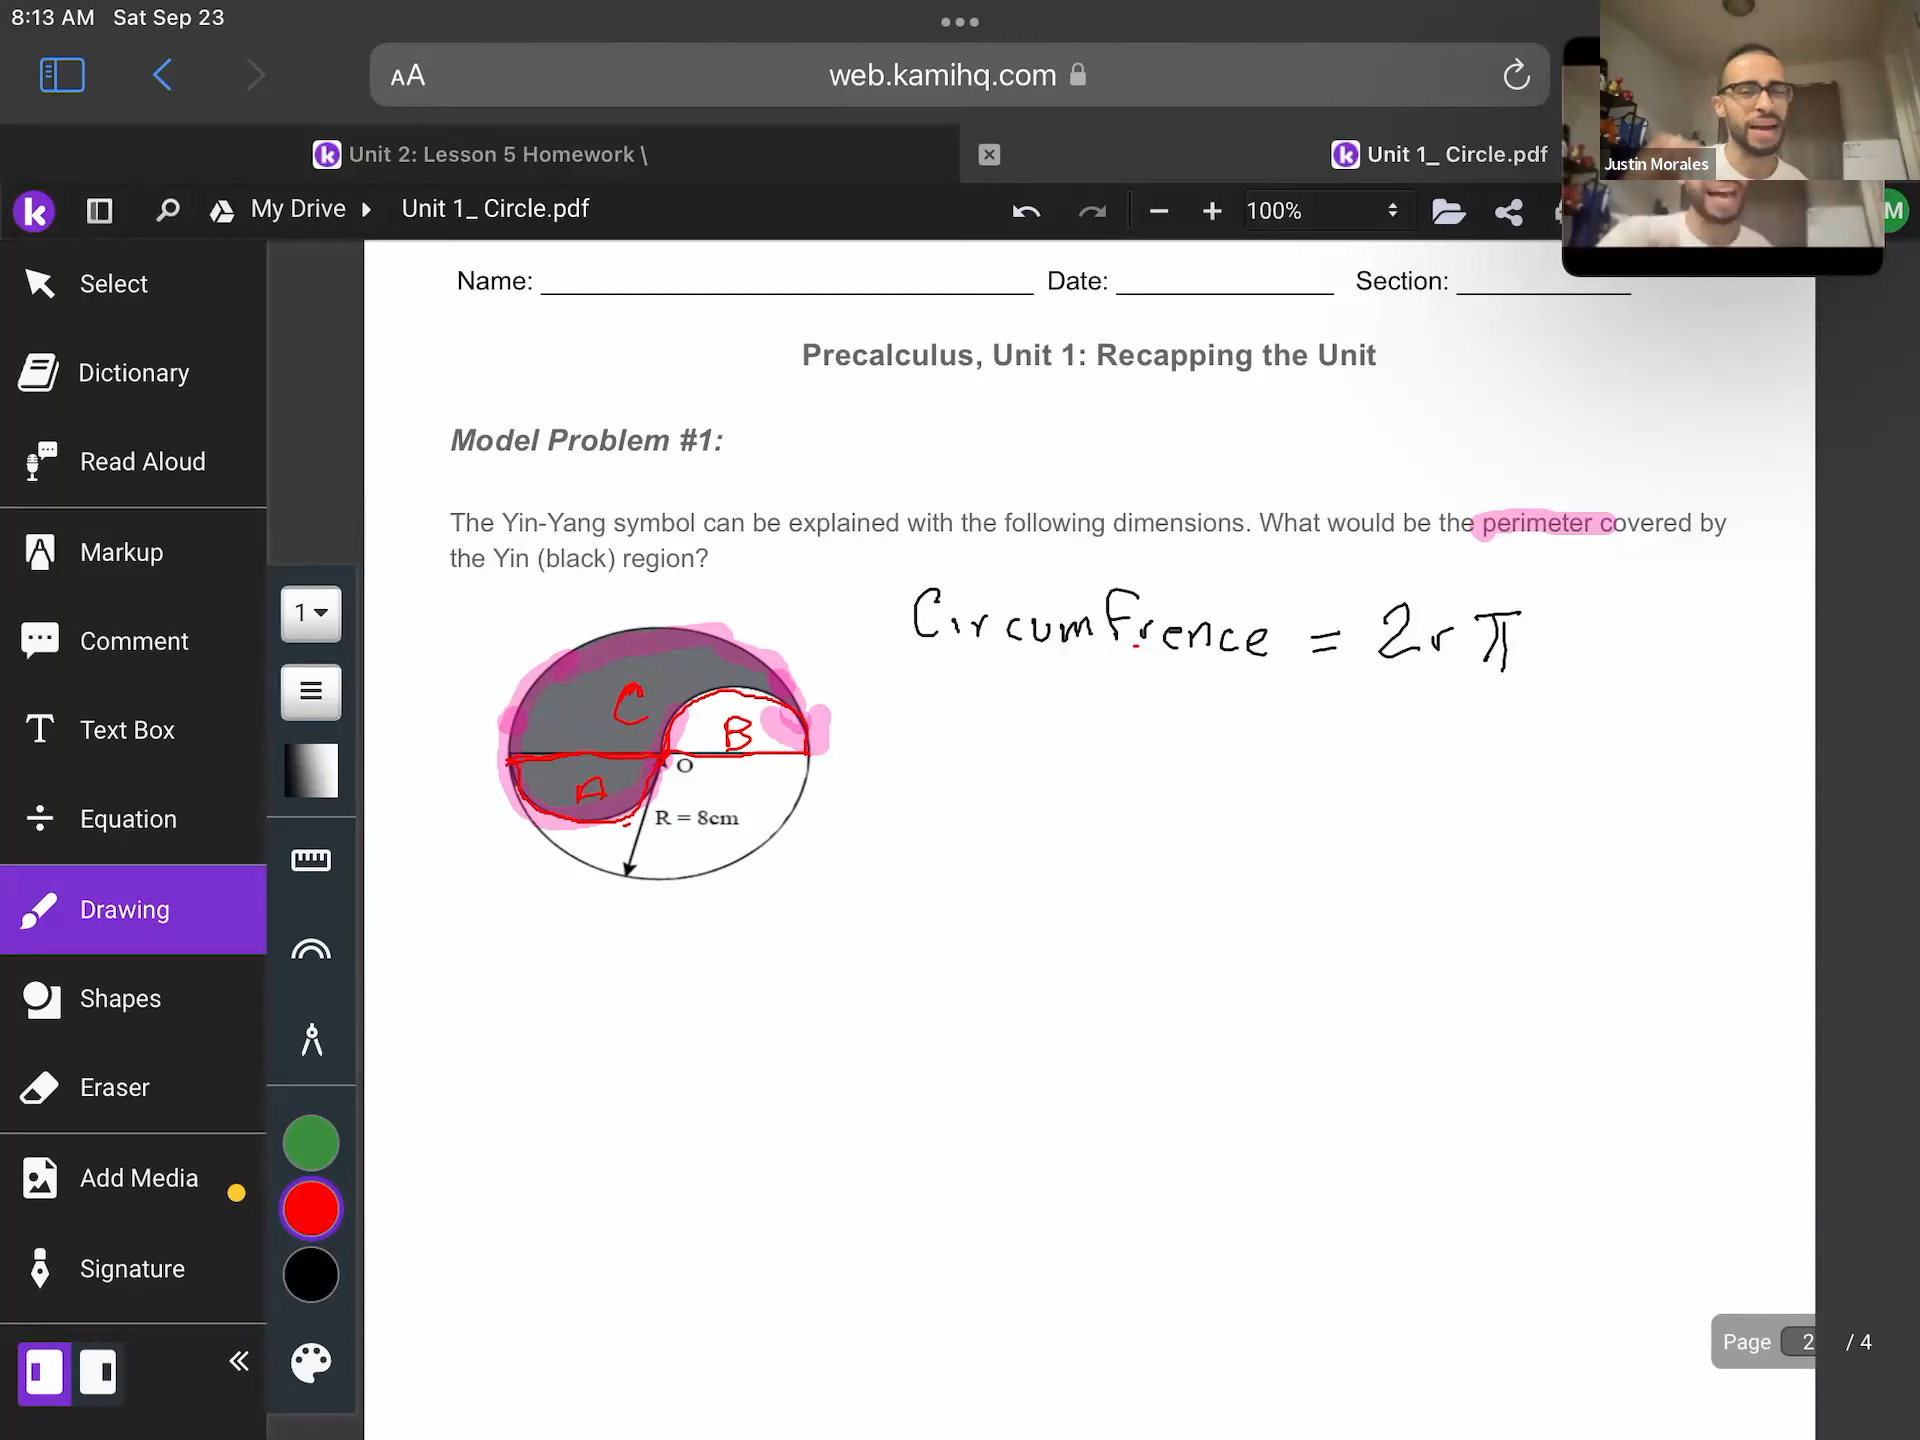 8:13 AM Sat Sep 23
AA web.kamihq.com
Unit 2: Lesson 5 Homework \
Unit 1_ Circle.pdf
Justin Morales
k My Drive Unit 1_ Circle.pdf 100% M
Select
Dictionary
Read Aloud
Markup
Comment
Text Box
Equation
Drawing
Shapes
Eraser
Add Media
Signature
1
Name: Date: Section:
Precalculus, Unit 1: Recapping the Unit
Model Problem #1:
The Yin-Yang symbol can be explained with the following dimensions. What would be the perimeter covered by
the Yin (black) region?
Circumfrence = 2r π
C
B
A
O
R = 8cm
Page 2 / 4